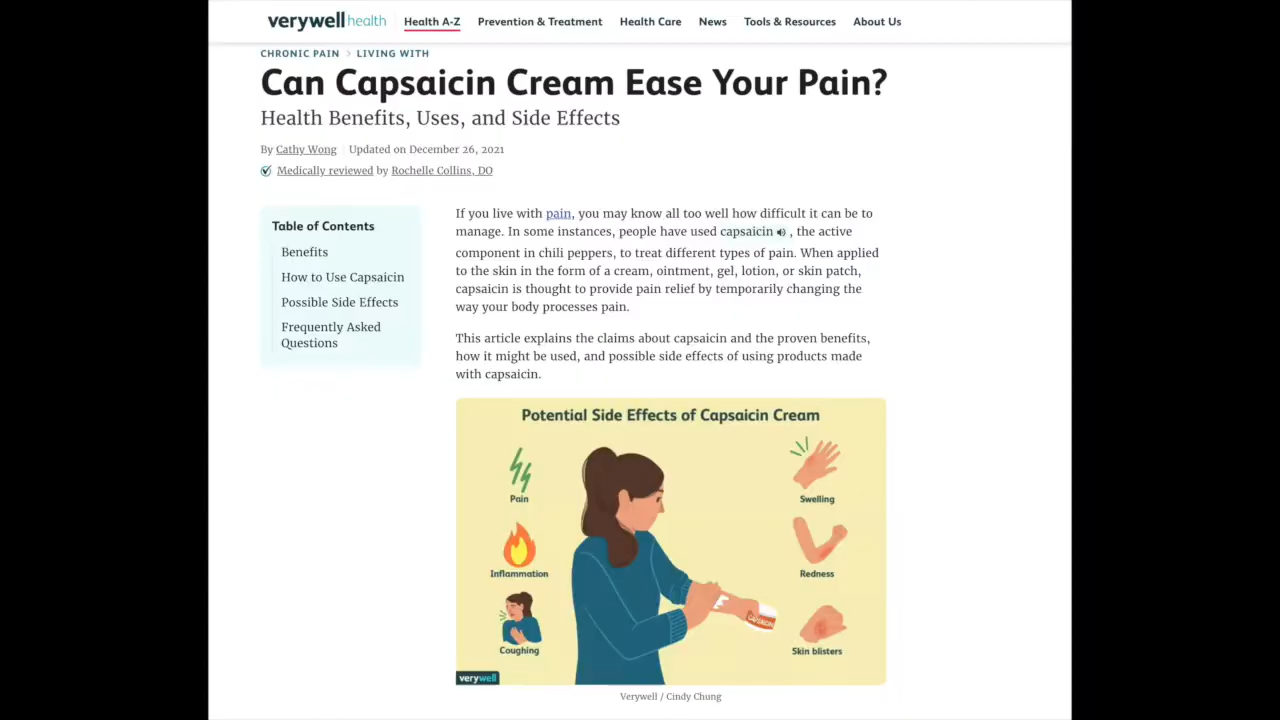 verywell health
Health A-Z Prevention & Treatment Health Care News Tools & Resources About Us
CHRONIC PAIN > LIVING WITH
Can Capsaicin Cream Ease Your Pain?
Health Benefits, Uses, and Side Effects
By Cathy Wong Updated on December 26, 2021
Medically reviewed by Rochelle Collins, DO
Table of Contents
Benefits
How to Use Capsaicin
Possible Side Effects
Frequently Asked
Questions
If you live with pain, you may know all too well how difficult it can be to
manage. In some instances, people have used capsaicin , the active
component in chili peppers, to treat different types of pain. When applied
to the skin in the form of a cream, ointment, gel, lotion, or skin patch,
capsaicin is thought to provide pain relief by temporarily changing the
way your body processes pain.
This article explains the claims about capsaicin and the proven benefits,
how it might be used, and possible side effects of using products made
with capsaicin.
Potential Side Effects of Capsaicin Cream
Pain
Inflammation
Coughing
CAPSAICIN
Swelling
Redness
Skin blisters
verywell
Verywell / Cindy Chung